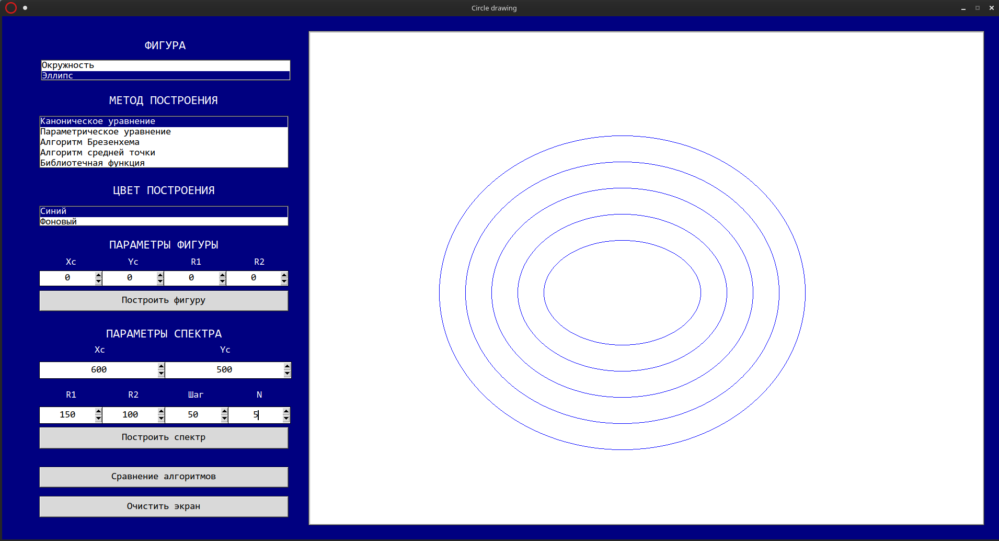 Circle drawing
ФИГУРА
Окружность
Эллипс
МЕТОД ПОСТРОЕНИЯ
Каноническое уравнение
Параметрическое уравнение
Алгоритм Брезенхема
Алгоритм средней точки
Библиотечная функция
ЦВЕТ ПОСТРОЕНИЯ
Синий
Фоновый
ПАРАМЕТРЫ ФИГУРЫ
Xc Yc R1 R2
0 0 0 0
Построить фигуру
ПАРАМЕТРЫ СПЕКТРА
Xc Yc
600 500
R1 R2 Шаг N
150 100 50 5
Построить спектр
Сравнение алгоритмов
Очистить экран